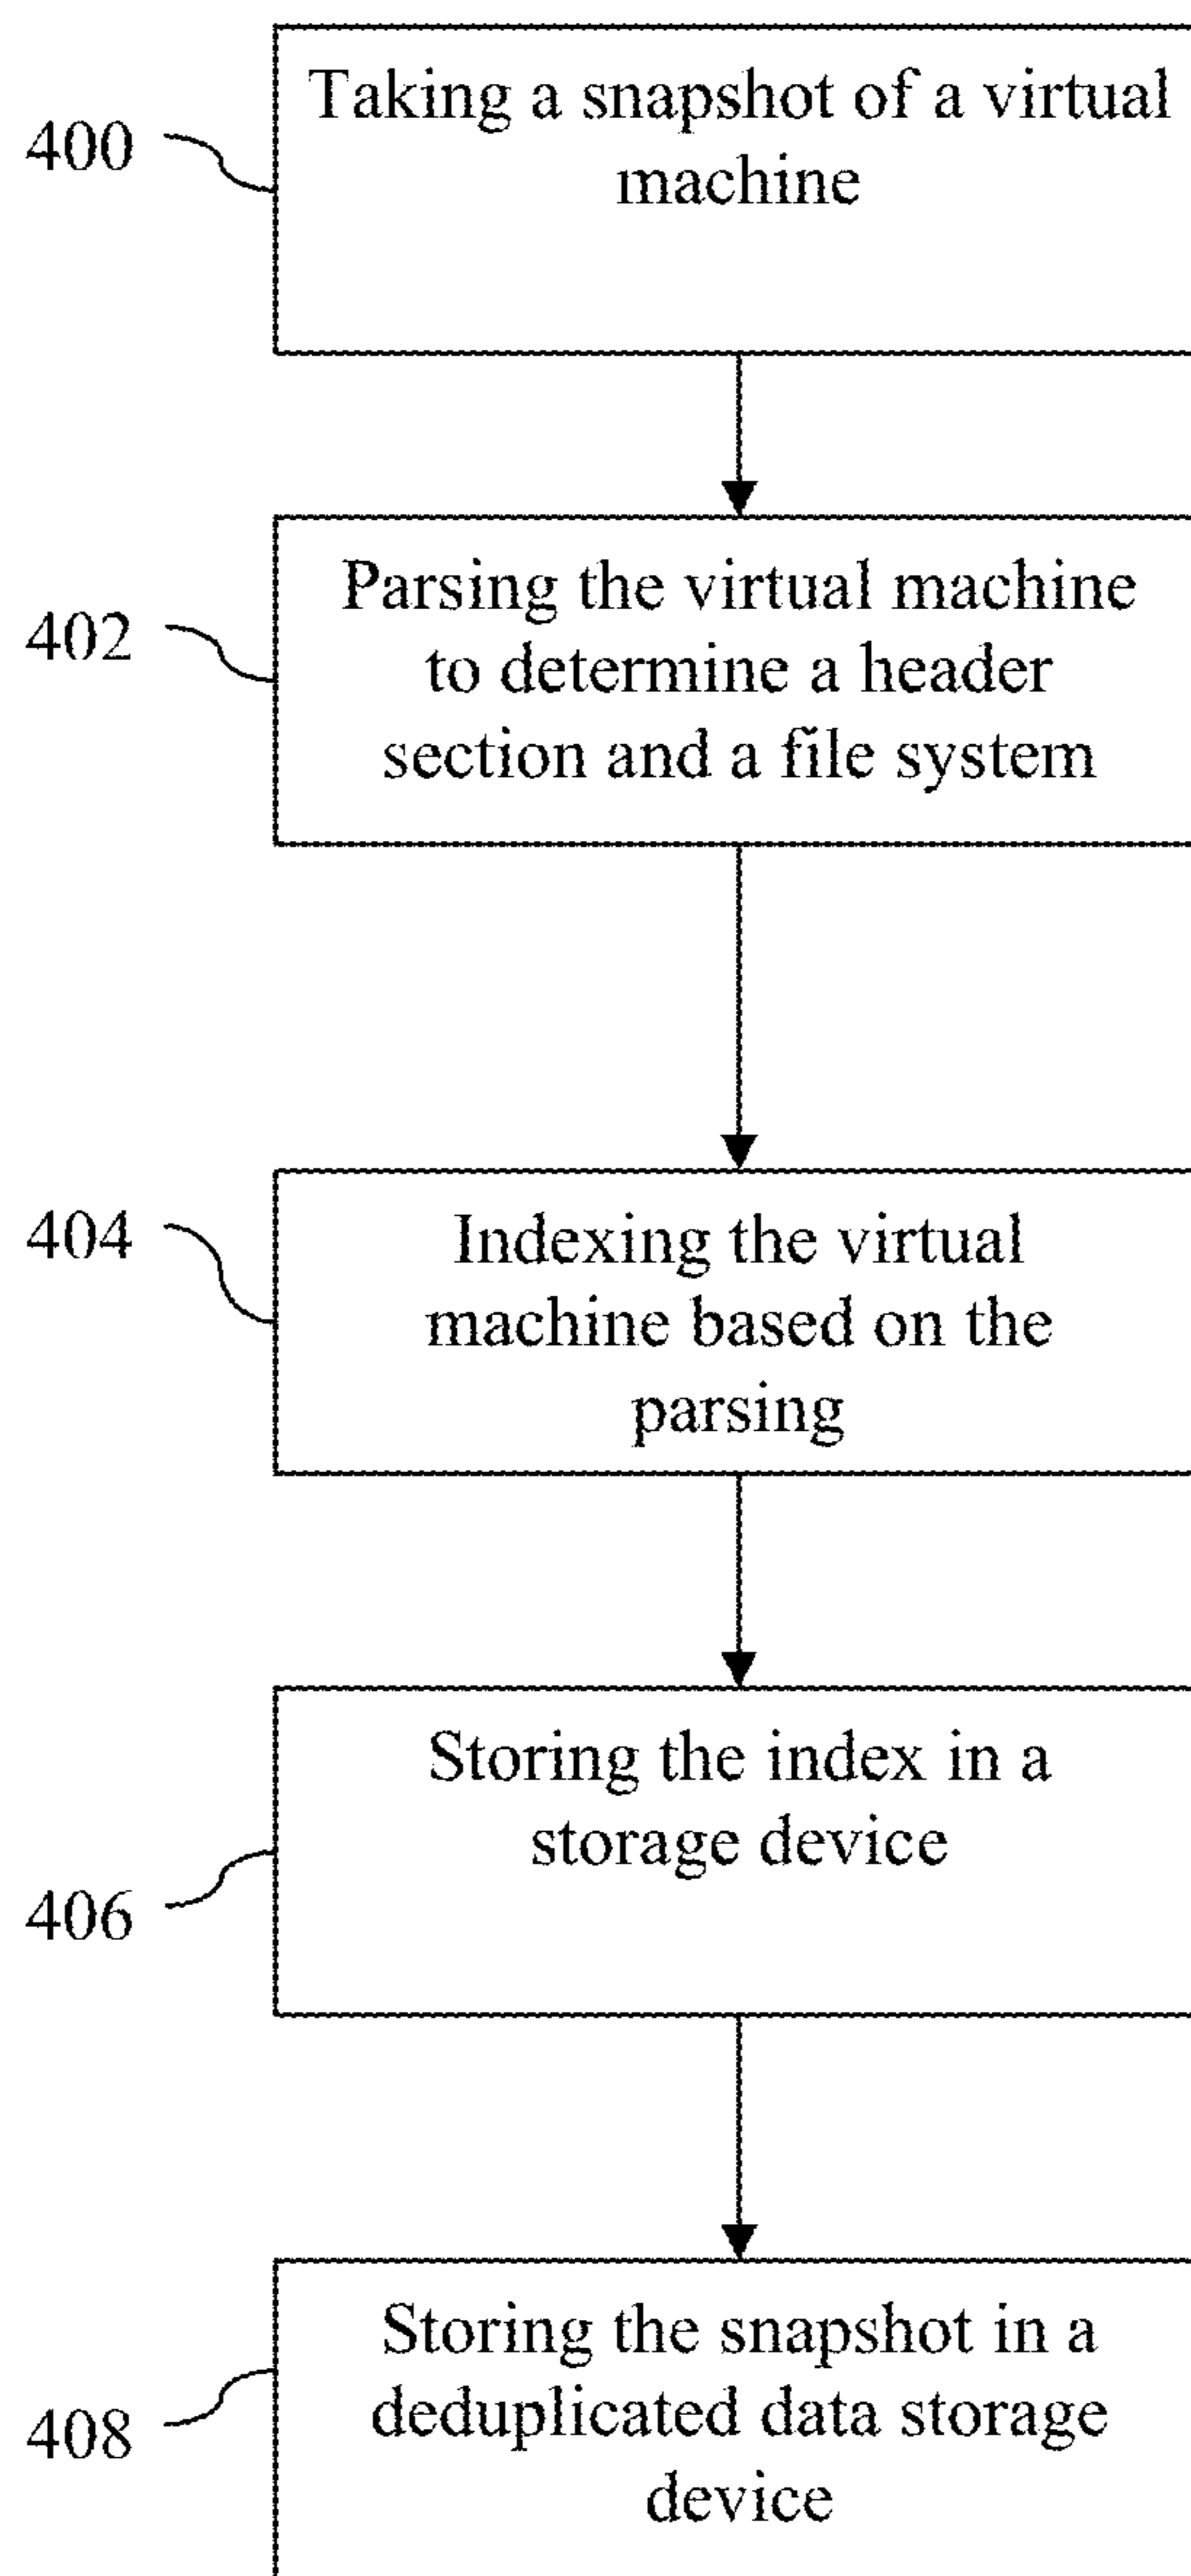 400
Taking a snapshot of a virtual
machine
402
Parsing the virtual machine
to determine a header
section and a file system
404
Indexing the virtual
machine based on the
parsing
406
Storing the index in a
storage device
408
Storing the snapshot in a
deduplicated data storage
device